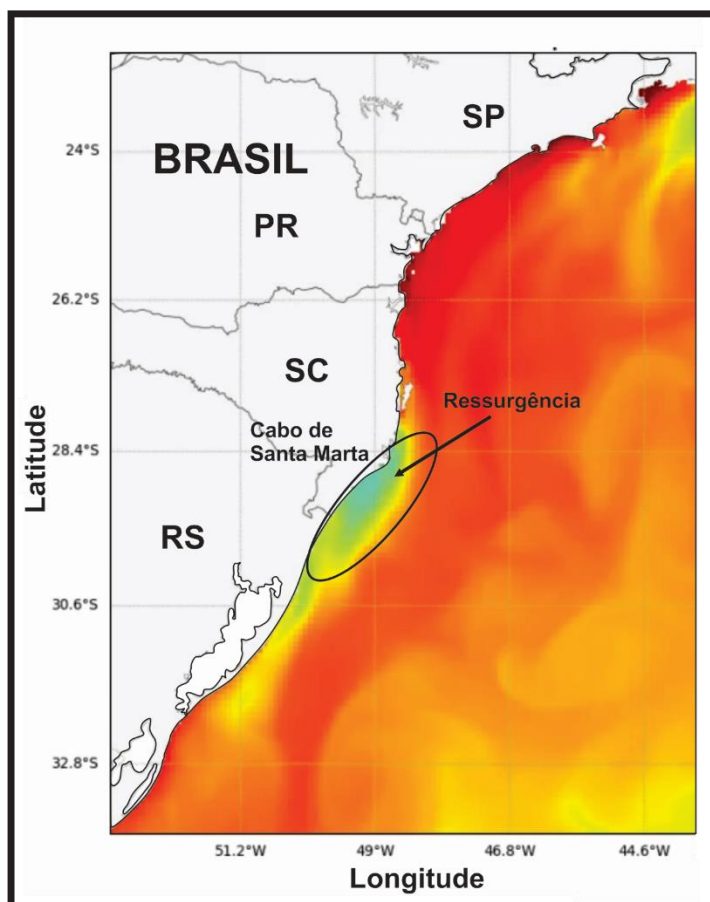 SP
24°S
BRASIL
PR
26.2°S
SC
Ressurgência
Cabo de
Santa Marta
28.4°S
Latitude
RS
30.6°S
32.8°S
51.2°W
49°W
46.8°W
44.6°W
Longitude